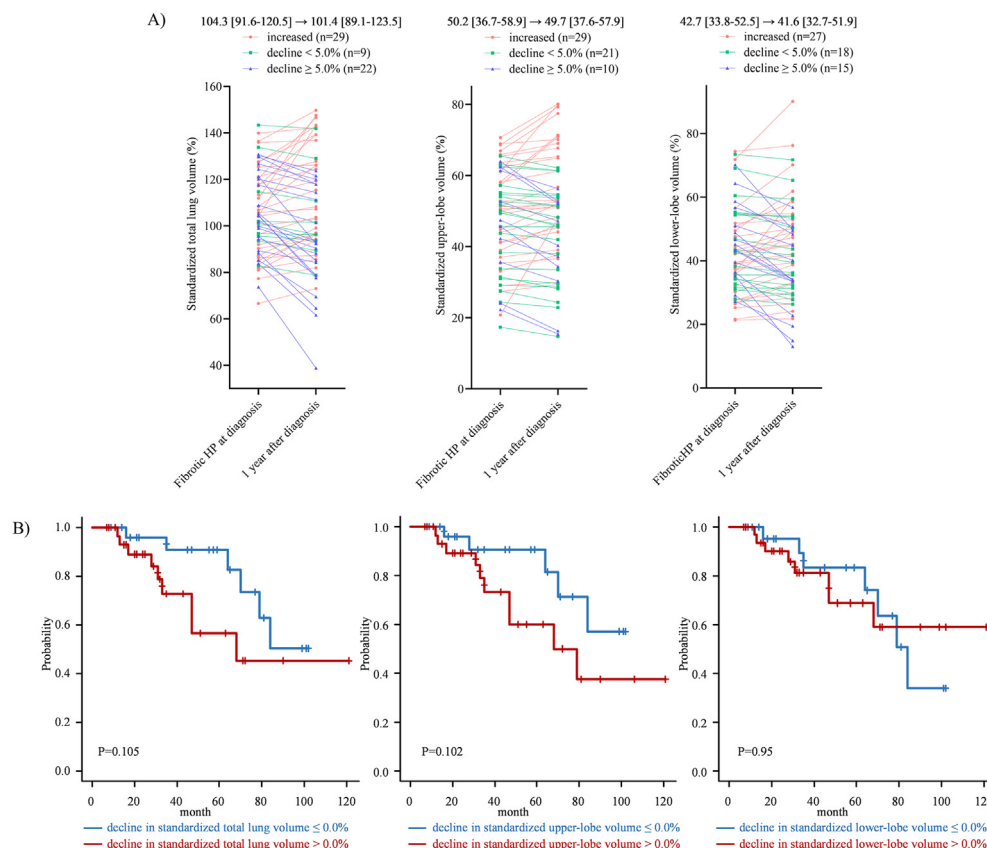 A)
104.3 [91.6-120.5] → 101.4 [89.1-123.5]
increased (n=29)
decline < 5.0% (n=9)
decline ≥ 5.0% (n=22)
Standardized total lung volume (%)
160
140
120
100
80
60
40
Fibrotic HP at diagnosis
1 year after diagnosis
50.2 [36.7-58.9] → 49.7 [37.6-57.9]
increased (n=29)
decline < 5.0% (n=21)
decline ≥ 5.0% (n=10)
Standardized upper-lobe volume (%)
80
60
40
20
0
Fibrotic HP at diagnosis
1 year after diagnosis
42.7 [33.8-52.5] → 41.6 [32.7-51.9]
increased (n=27)
decline < 5.0% (n=18)
decline ≥ 5.0% (n=15)
Standardized lower-lobe volume (%)
80
60
40
20
0
FibroticHP at diagnosis
1 year after diagnosis
B)
Probability
1.0
0.8
0.6
0.4
0.2
0.0
P=0.105
0 20 40 60 80 100 120
month
decline in standardized total lung volume ≤ 0.0%
decline in standardized total lung volume > 0.0%
Probability
1.0
0.8
0.6
0.4
0.2
0.0
P=0.102
0 20 40 60 80 100 120
month
decline in standardized upper-lobe volume ≤ 0.0%
decline in standardized upper-lobe volume > 0.0%
Probability
1.0
0.8
0.6
0.4
0.2
0.0
P=0.95
0 20 40 60 80 100 120
month
decline in standardized lower-lobe volume ≤ 0.0%
decline in standardized lower-lobe volume > 0.0%